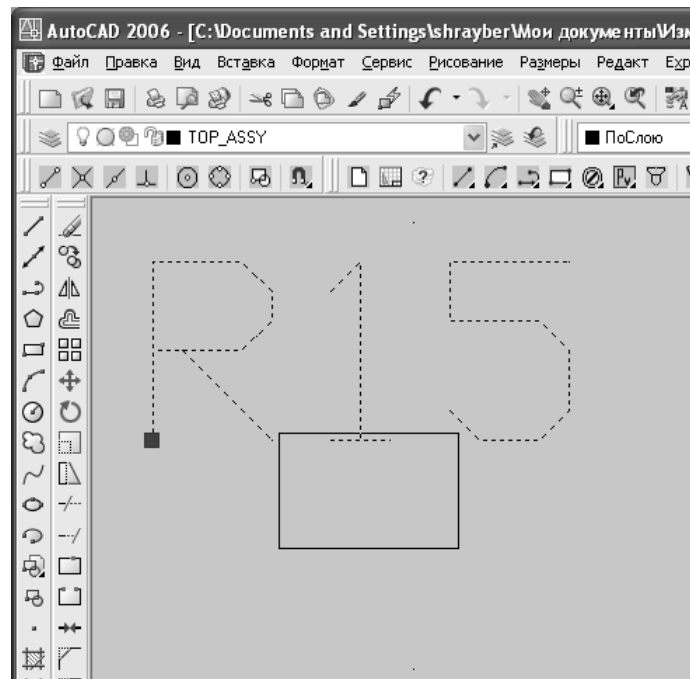 AutoCAD 2006 - [C:\Documents and Settings\shrayber\Мои документы\Изм
Файл Правка Вид Вставка Формат Сервис Рисование Размеры Редакт Exp
TOP_ASSY ПоСлою
R15